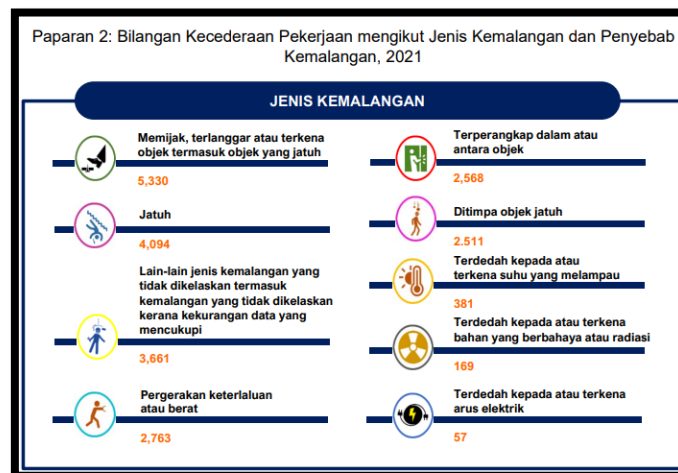 Paparan 2: Bilangan Kecederaan Pekerjaan mengikut Jenis Kemalangan dan Penyebab
Kemalangan, 2021
JENIS KEMALANGAN
Memijak, terlanggar atau terkena
objek termasuk objek yang jatuh
5,330
Jatuh
4,094
Lain-lain jenis kemalangan yang
tidak dikelaskan termasuk
kemalangan yang tidak dikelaskan
kerana kekurangan data yang
mencukupi
3,661
Pergerakan keterlaluan
atau berat
2,763
Terperangkap dalam atau
antara objek
2,568
Ditimpa objek jatuh
2.511
Terdedah kepada atau
terkena suhu yang melampau
381
Terdedah kepada atau terkena
bahan yang berbahaya atau radiasi
169
Terdedah kepada atau terkena
arus elektrik
57